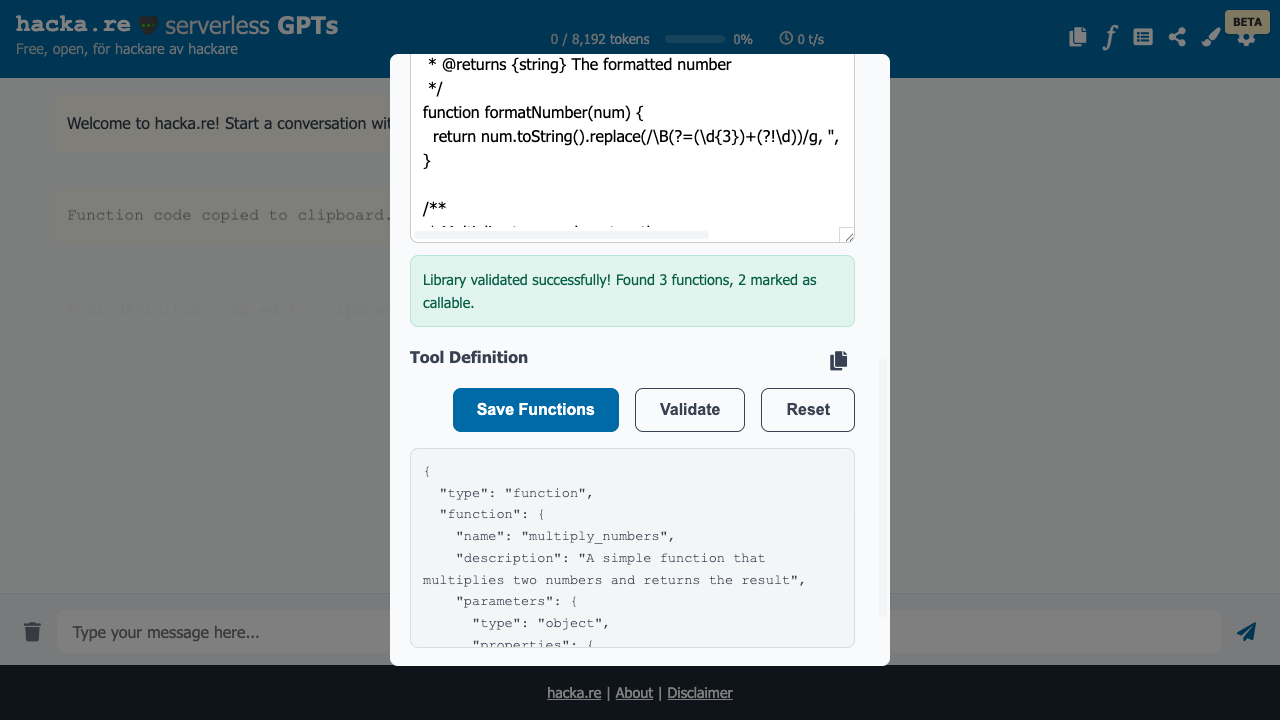 hacka.re serverless GPTs
Free, open, för hackare av hackare
0 / 8,192 tokens 0% 0 t/s
BETA
Welcome to hacka.re! Start a conversation wit
Function code copied to clipboard.
* @returns {string} The formatted number
*/
function formatNumber(num) {
return num.toString().replace(/\B(?=(\d{3})+(?!\d))/g, ",
}
/**
Library validated successfully! Found 3 functions, 2 marked as
callable.
Tool Definition
Save Functions Validate Reset
{
"type": "function",
"function": {
"name": "multiply_numbers",
"description": "A simple function that
multiplies two numbers and returns the result",
"parameters": {
"type": "object",
"properties": {
Type your message here...
hacka.re | About | Disclaimer